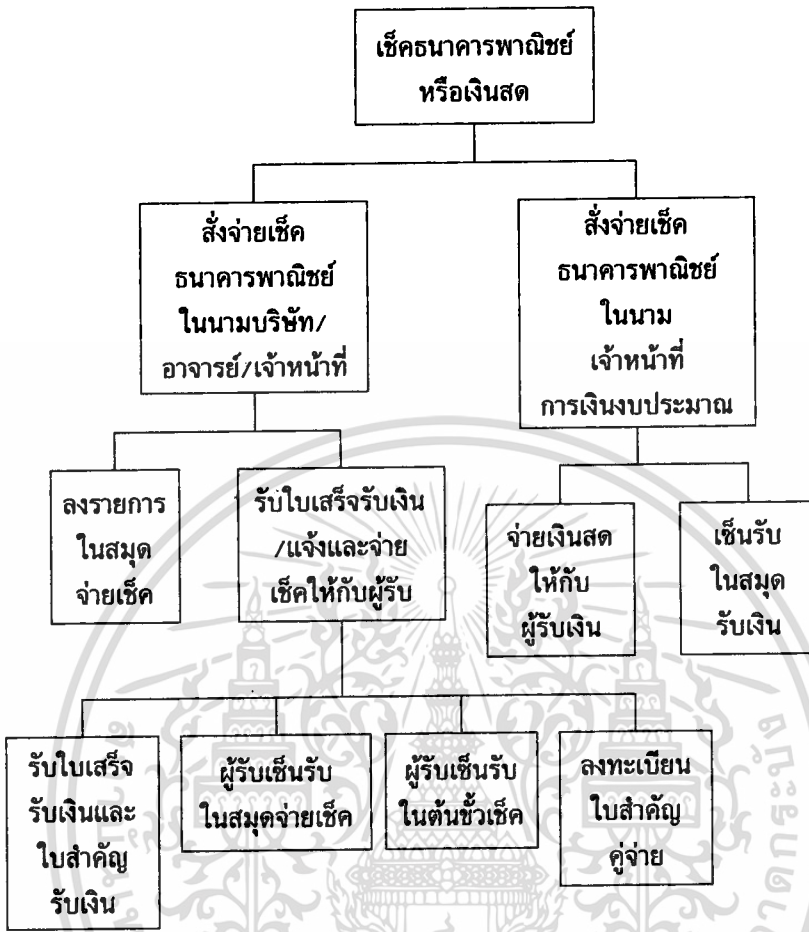 เช็คธนาคารพาณิชย์
หรือเงินสด
สั่งจ่ายเช็ค
ธนาคารพาณิชย์
ในนามบริษัท/
อาจารย์/เจ้าหน้าที่
สั่งจ่ายเช็ค
ธนาคารพาณิชย์
ในนาม
เจ้าหน้าที่
การเงินงบประมาณ
ลงรายการ
ในสมุด
จ่ายเช็ค
รับใบเสร็จรับเงิน
/แจ้งและจ่าย
เช็คให้กับผู้รับ
จ่ายเงินสด
ให้กับ
ผู้รับเงิน
เซ็นรับ
ในสมุด
รับเงิน
รับใบเสร็จ
รับเงินและ
ใบสำคัญ
รับเงิน
ผู้รับเซ็นรับ
ในสมุดจ่ายเช็ค
ผู้รับเซ็นรับ
ในต้นขั้วเช็ค
ลงทะเบียน
ใบสำคัญ
คู่จ่าย